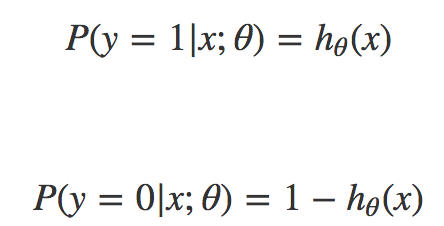 P(y = 1|x; θ) = hθ(x)
P(y = 0|x; θ) = 1 − hθ(x)